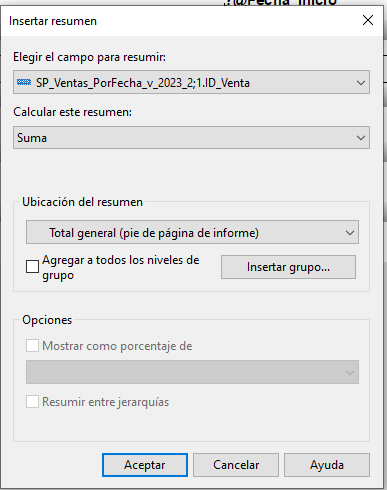 ?@Fecha_Inicio
Insertar resumen
Elegir el campo para resumir:
SP_Ventas_PorFecha_v_2023_2;1.ID_Venta
Calcular este resumen:
Suma
Ubicación del resumen
Total general (pie de página de informe)
Agregar a todos los niveles de
grupo
Insertar grupo...
Opciones
Mostrar como porcentaje de
Resumir entre jerarquías
Aceptar
Cancelar
Ayuda